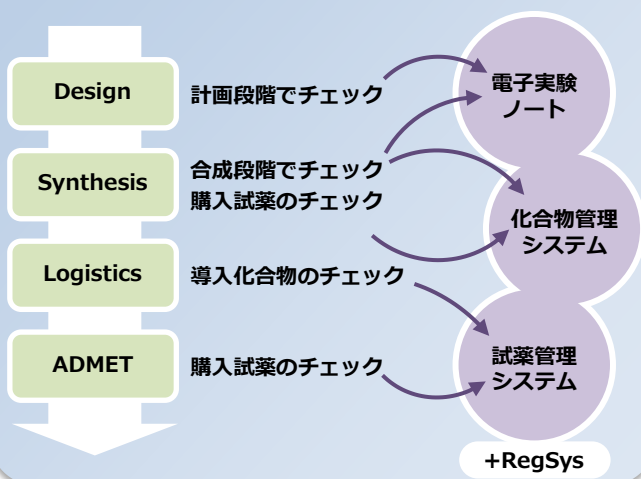 Design
計画段階でチェック
電子実験
ノート
Synthesis
合成段階でチェック
購入試薬のチェック
化合物管理
システム
Logistics
導入化合物のチェック
ADMET
購入試薬のチェック
試薬管理
システム
+RegSys